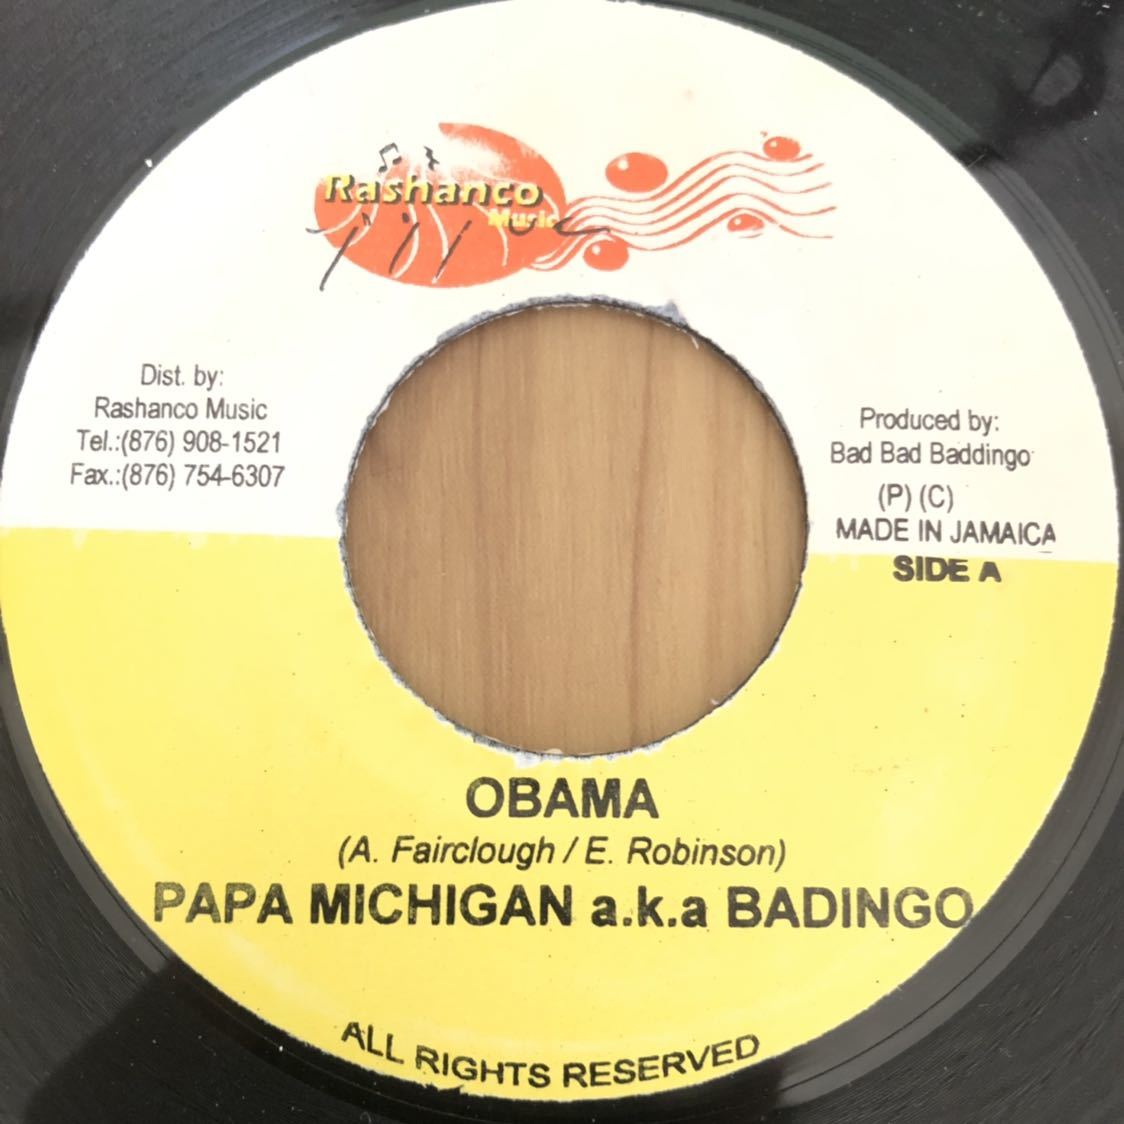 Rashanco
Music
Dist. by:
Rashanco Music
Tel.:(876) 908-1521
Fax.:(876) 754-6307
Produced by:
Bad Bad Baddingo
(P) (C)
MADE IN JAMAICA
SIDE A
OBAMA
(A. Fairclough / E. Robinson)
PAPA MICHIGAN a.k.a BADINGO
ALL RIGHTS RESERVED